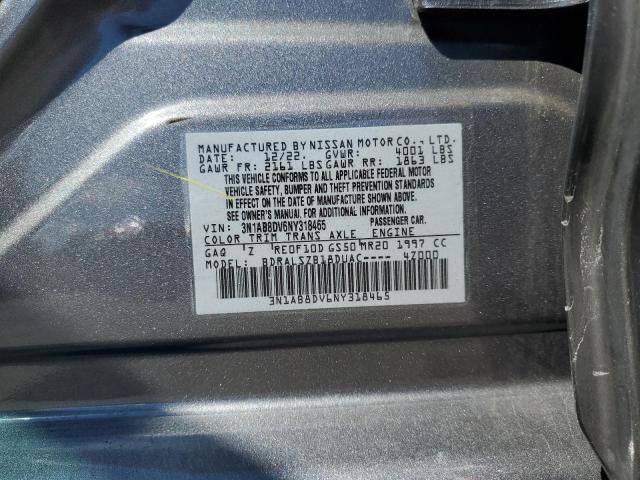 MANUFACTURED BY NISSAN MOTOR CO., LTD.
DATE: 12/22. GVWR: 4001 LBS
GAWR FR: 2161 LBS GAWR RR: 1863 LBS
THIS VEHICLE CONFORMS TO ALL APPLICABLE FEDERAL MOTOR
VEHICLE SAFETY, BUMPER AND THEFT PREVENTION STANDARDS
IN EFFECT ON THE DATE OF MANUFACTURE SHOWN ABOVE.
SEE OWNER'S MANUAL, FOR ADDITIONAL INFORMATION.
VIN: 3N1AB8DV6NY318465 PASSENGER CAR.
COLOR TRIM TRANS AXLE ENGINE
GAQ Z RE0F10D GS50 MR20 1997 CC
MODEL: BDRALSZB18DUAC---- 47000
3N1AB8DV6NY318465